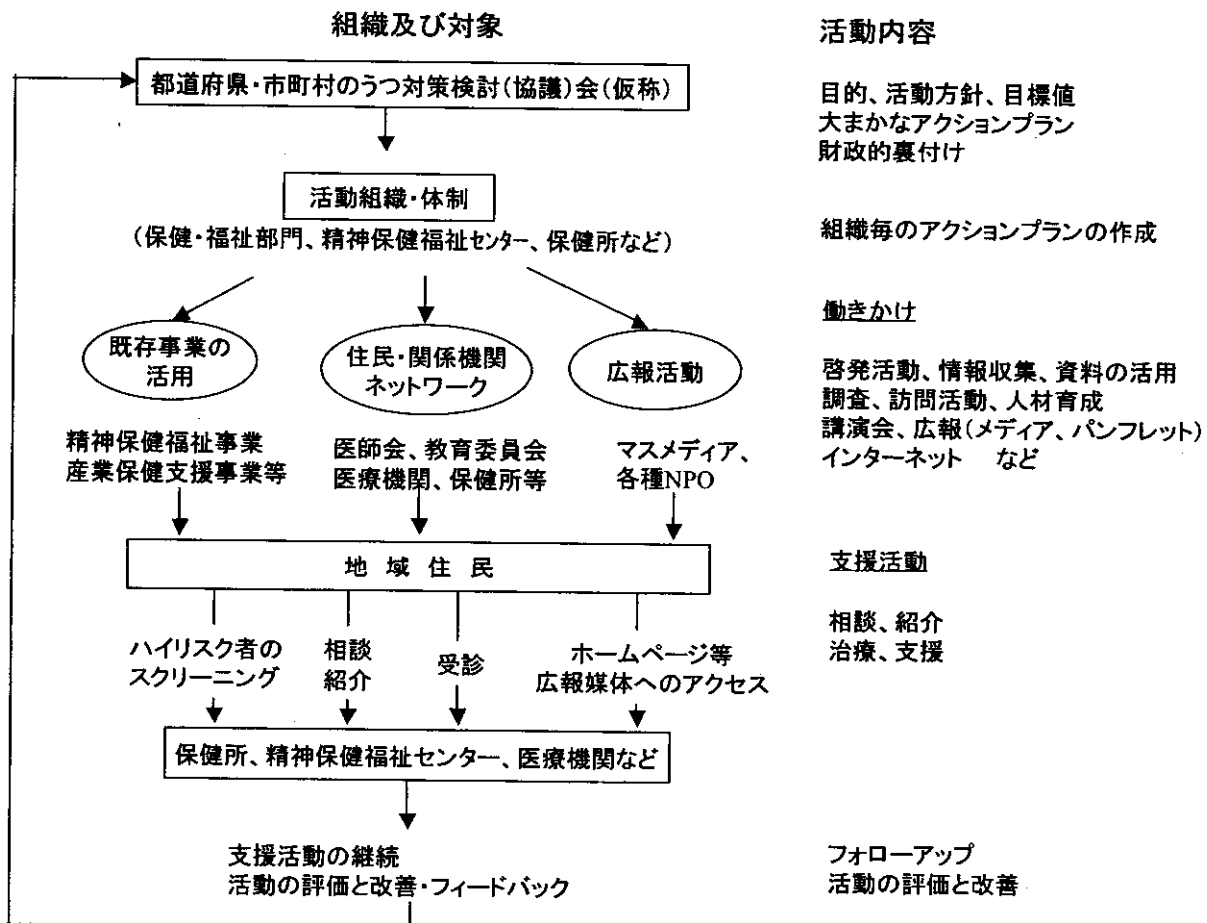 組織及び対象
活動内容
都道府県・市町村のうつ対策検討(協議)会(仮称)
目的、活動方針、目標値
大まかなアクションプラン
財政的裏付け
活動組織・体制
(保健・福祉部門、精神保健福祉センター、保健所など)
組織毎のアクションプランの作成
働きかけ
既存事業の
活用
住民・関係機関
ネットワーク
広報活動
啓発活動、情報収集、資料の活用
調査、訪問活動、人材育成
講演会、広報(メディア、パンフレット)
インターネット など
精神保健福祉事業
産業保健支援事業等
医師会、教育委員会
医療機関、保健所等
マスメディア、
各種NPO
地域住民
支援活動
ハイリスク者の
スクリーニング
相談
紹介
受診
ホームページ等
広報媒体へのアクセス
相談、紹介
治療、支援
保健所、精神保健福祉センター、医療機関など
支援活動の継続
活動の評価と改善・フィードバック
フォローアップ
活動の評価と改善